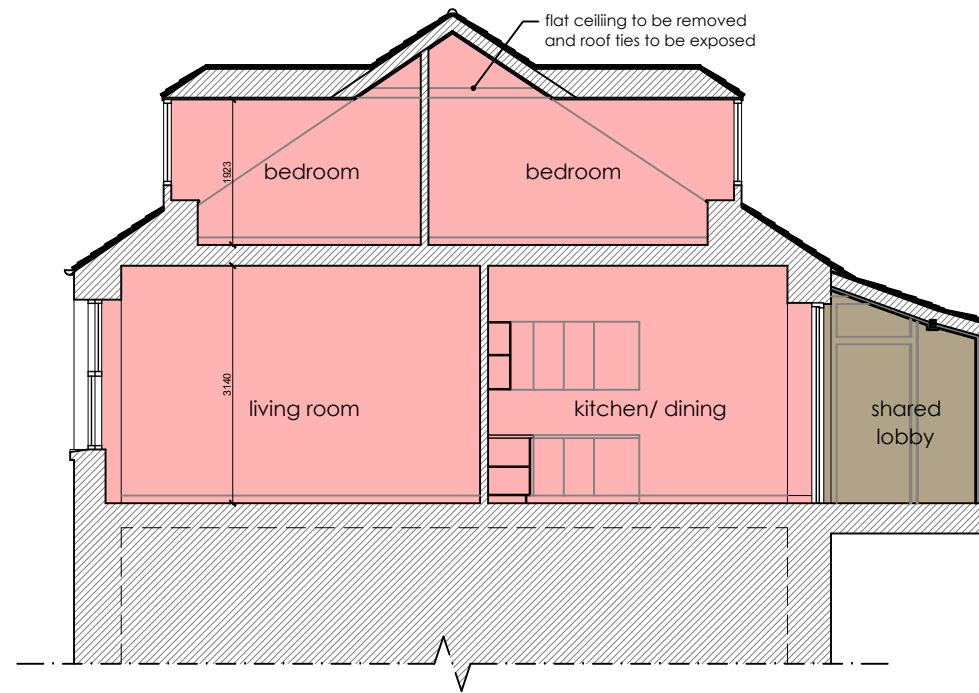 flat ceiliing to be removed
and roof ties to be exposed
1923
bedroom
bedroom
3140
living room
kitchen/ dining
shared
lobby